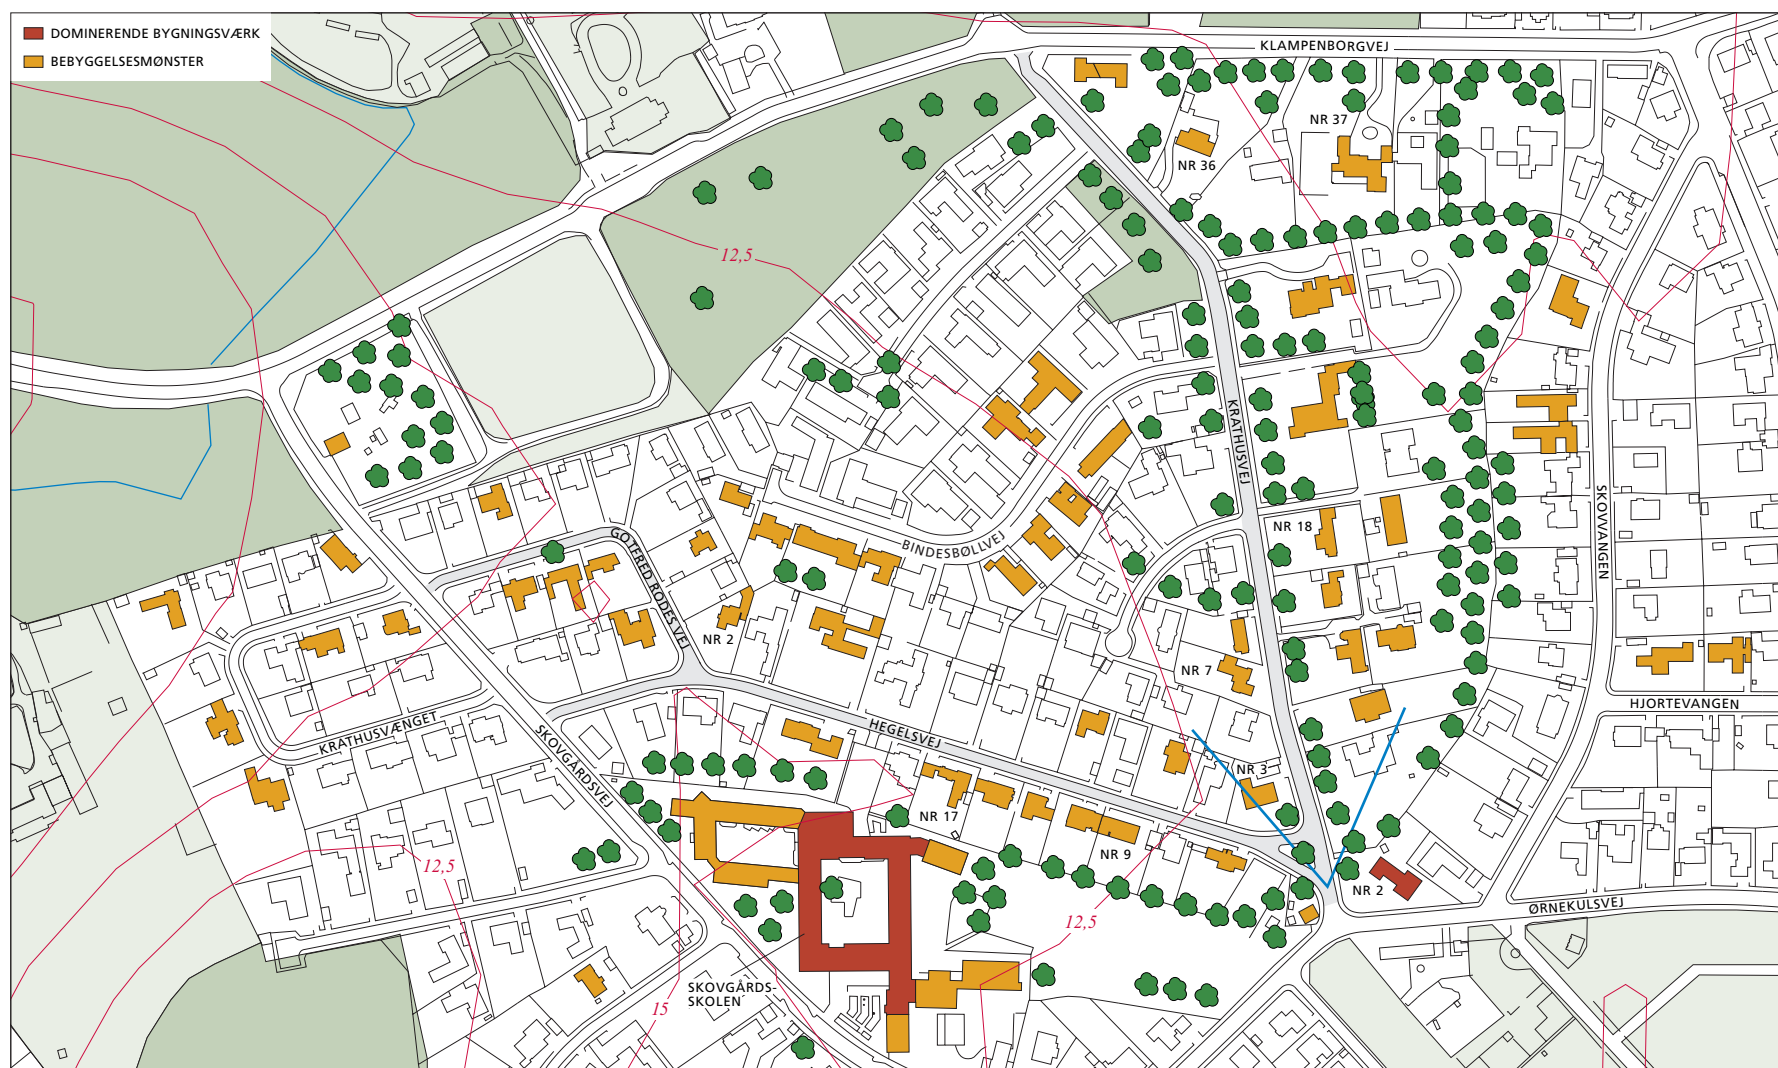 DOMINERENDE BYGNINGSVÆRK
BEBYGGELSESMØNSTER
KLAMPENBORGVEJ
NR 37
NR 36
12,5
KRATHUSVEJ
SKOVVANGEN
NR 18
GOTFRED RODES VEJ
BINDESBØLLVEJ
NR 2
NR 7
HJORTEVANGEN
KRATHUSVÆNGET
SKOVGÅRDSVEJ
HEGELSVEJ
NR 3
NR 17
NR 9
12,5
NR 2
ØRNEKULSVEJ
12,5
SKOVGÅRDS-
SKOLEN
15